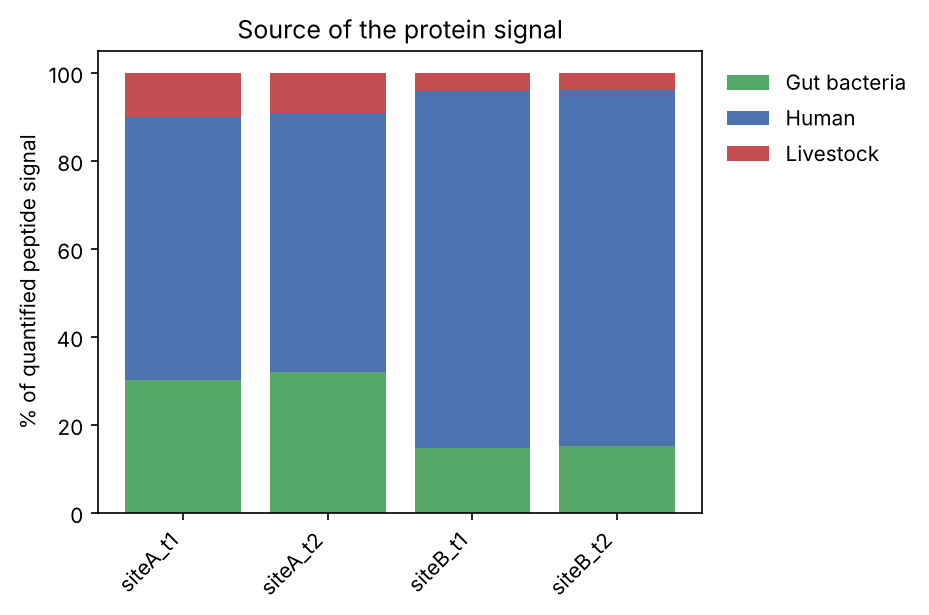 Source of the protein signal
% of quantified peptide signal
100
80
60
40
20
0
siteA_t1
siteA_t2
siteB_t1
siteB_t2
Gut bacteria
Human
Livestock